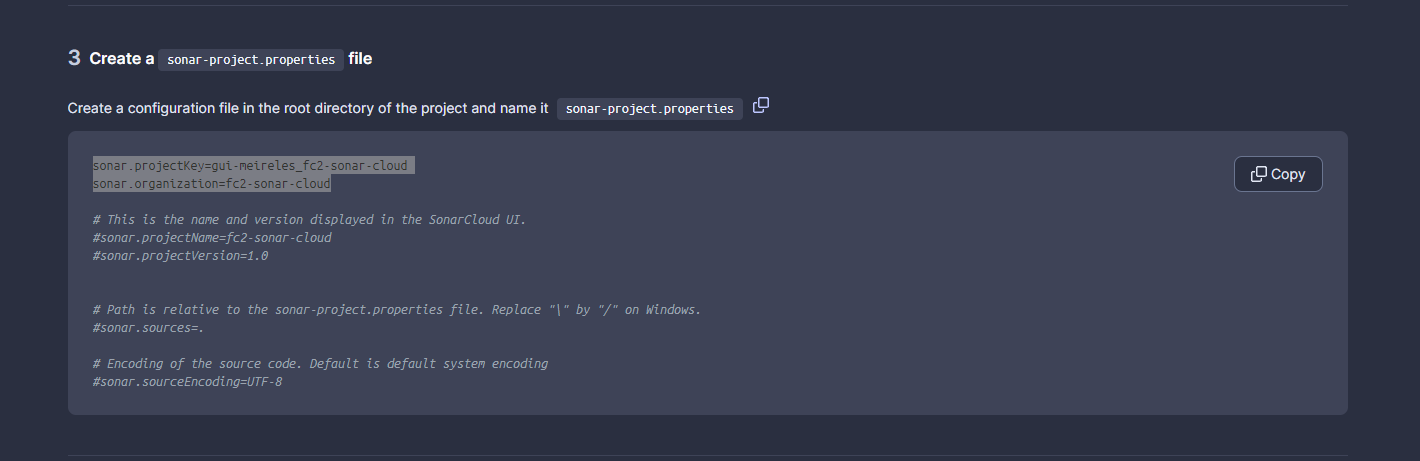 3 Create a sonar-project.properties file
Create a configuration file in the root directory of the project and name it sonar-project.properties
sonar.projectKey=gui-meireles_fc2-sonar-cloud
Copy
sonar.organization=fc2-sonar-cloud
# This is the name and version displayed in the SonarCloud UI.
#sonar.projectName=fc2-sonar-cloud
#sonar.projectVersion=1.0
# Path is relative to the sonar-project.properties file. Replace "\" by "/" on Windows.
#sonar.sources=.
# Encoding of the source code. Default is default system encoding
#sonar.sourceEncoding=UTF-8